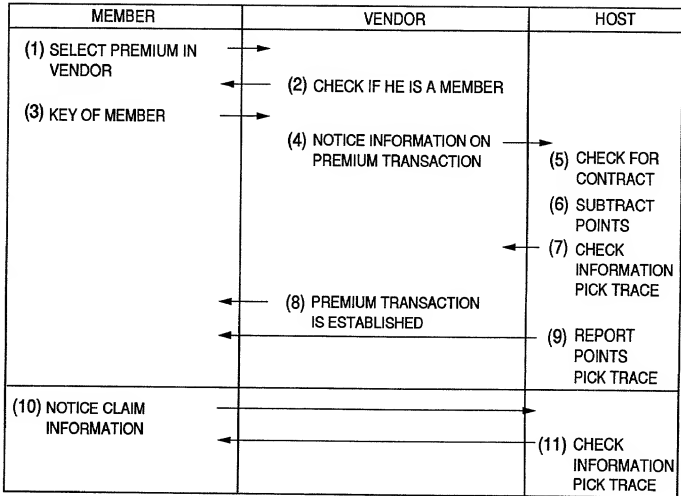 MEMBER VENDOR HOST
(1) SELECT PREMIUM IN
VENDOR
(2) CHECK IF HE IS A MEMBER
(3) KEY OF MEMBER
(4) NOTICE INFORMATION ON
PREMIUM TRANSACTION
(5) CHECK FOR
CONTRACT
(6) SUBTRACT
POINTS
(7) CHECK
INFORMATION
PICK TRACE
(8) PREMIUM TRANSACTION
IS ESTABLISHED
(9) REPORT
POINTS
PICK TRACE
(10) NOTICE CLAIM
INFORMATION
(11) CHECK
INFORMATION
PICK TRACE